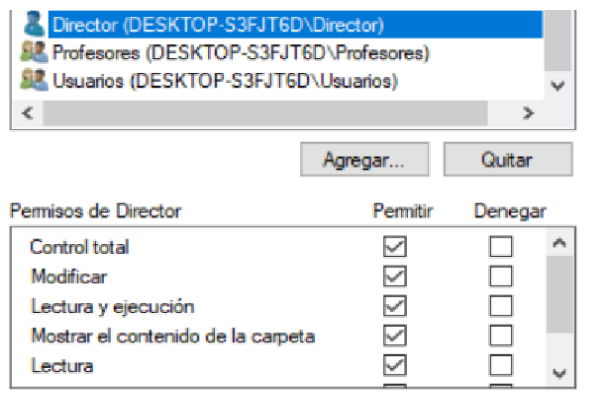 Director (DESKTOP-S3FJT6D\Director)
Profesores (DESKTOP-S3FJT6D\Profesores)
Usuarios (DESKTOP-S3FJT6D\Usuarios)
Agregar... Quitar
Permisos de Director Permitir Denegar
Control total
Modificar
Lectura y ejecución
Mostrar el contenido de la carpeta
Lectura